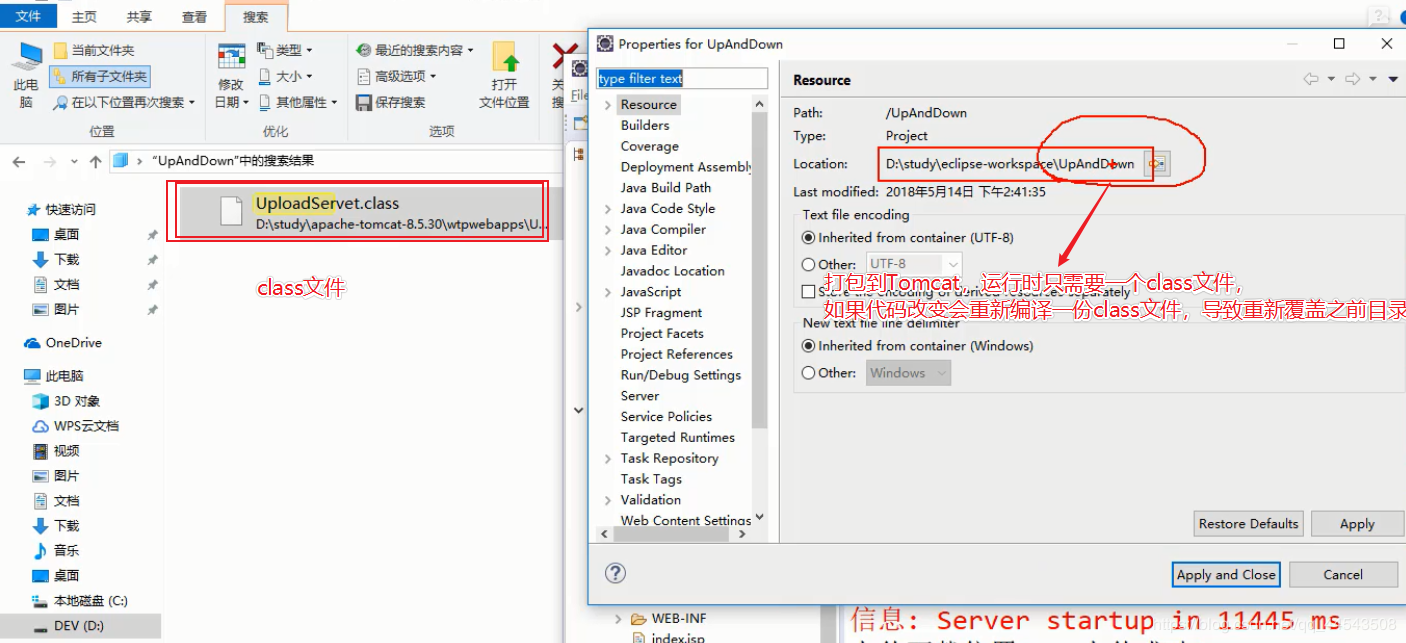 文件 主页 共享 查看 搜索
此电脑
当前文件夹
所有子文件夹
在以下位置再次搜索
位置
修改日期
类型
大小
其他属性
优化
最近的搜索内容
高级选项
保存搜索
选项
打开文件位置
关
搜
File
"UpAndDown"中的搜索结果
快速访问
桌面
下载
文档
图片
OneDrive
此电脑
3D 对象
WPS云文档
视频
图片
文档
下载
音乐
桌面
本地磁盘 (C:)
DEV (D:)
UploadServet.class
D:\study\apache-tomcat-8.5.30\wtpwebapps\U...
class文件
Properties for UpAndDown
type filter text
Resource
Builders
Coverage
Deployment Assembly
Java Build Path
Java Code Style
Java Compiler
Java Editor
Javadoc Location
JavaScript
JSP Fragment
Project Facets
Project References
Run/Debug Settings
Server
Service Policies
Targeted Runtimes
Task Repository
Task Tags
Validation
Web Content Settings
Resource
Path: /UpAndDown
Type: Project
Location: D:\study\eclipse-workspace\UpAndDown
Last modified: 2018年5月14日 下午2:41:35
Text file encoding
Inherited from container (UTF-8)
Other: UTF-8
Store the encoding of derived resources separately
打包到Tomcat，运行时只需要一个class文件，
如果代码改变会重新编译一份class文件，导致重新覆盖之前目录
New text file line delimiter
Inherited from container (Windows)
Other: Windows
Restore Defaults Apply
Apply and Close Cancel
WEB-INF
index.jsp
信息: Server startup in 11445 ms